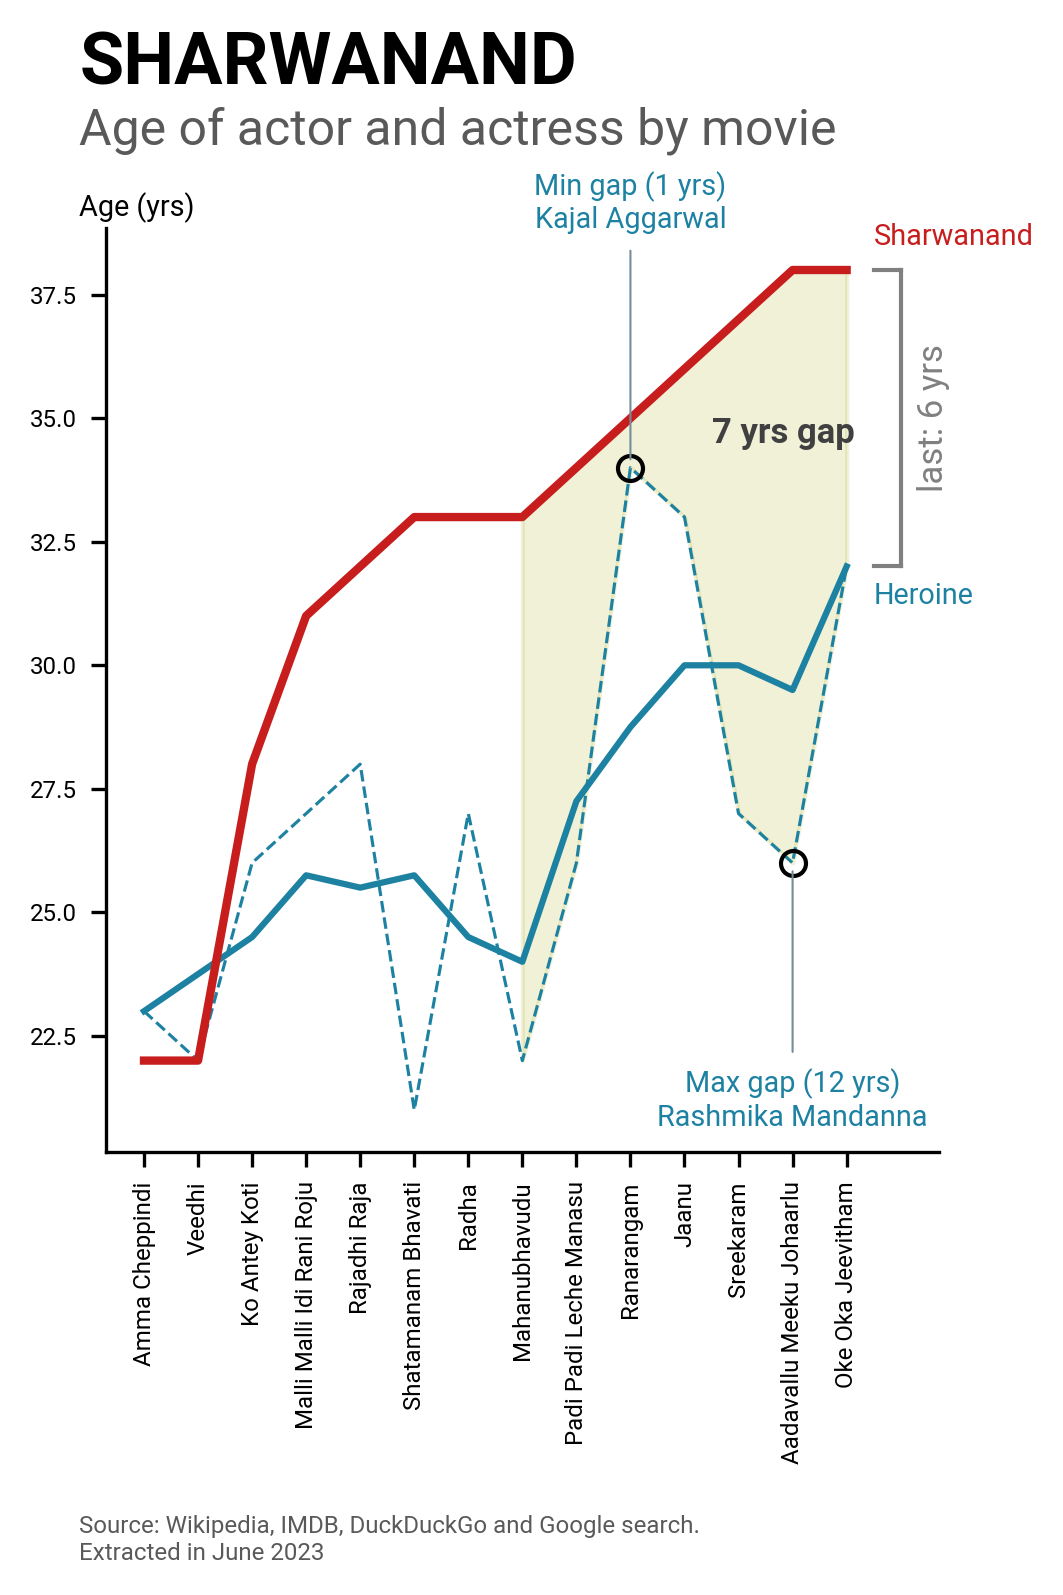 SHARWANAND
Age of actor and actress by movie
Min gap (1 yrs)
Kajal Aggarwal
Age (yrs)
Sharwanand
37.5
35.0
32.5
30.0
27.5
25.0
22.5
7 yrs gap
last: 6 yrs
Heroine
Max gap (12 yrs)
Rashmika Mandanna
Amma Cheppindi
Veedhi
Ko Antey Koti
Malli Malli Idi Rani Roju
Rajadhi Raja
Shatamanam Bhavati
Radha
Mahanubhavudu
Padi Padi Leche Manasu
Ranarangam
Jaanu
Sreekaram
Aadavallu Meeku Johaarlu
Oke Oka Jeevitham
Source: Wikipedia, IMDB, DuckDuckGo and Google search.
Extracted in June 2023